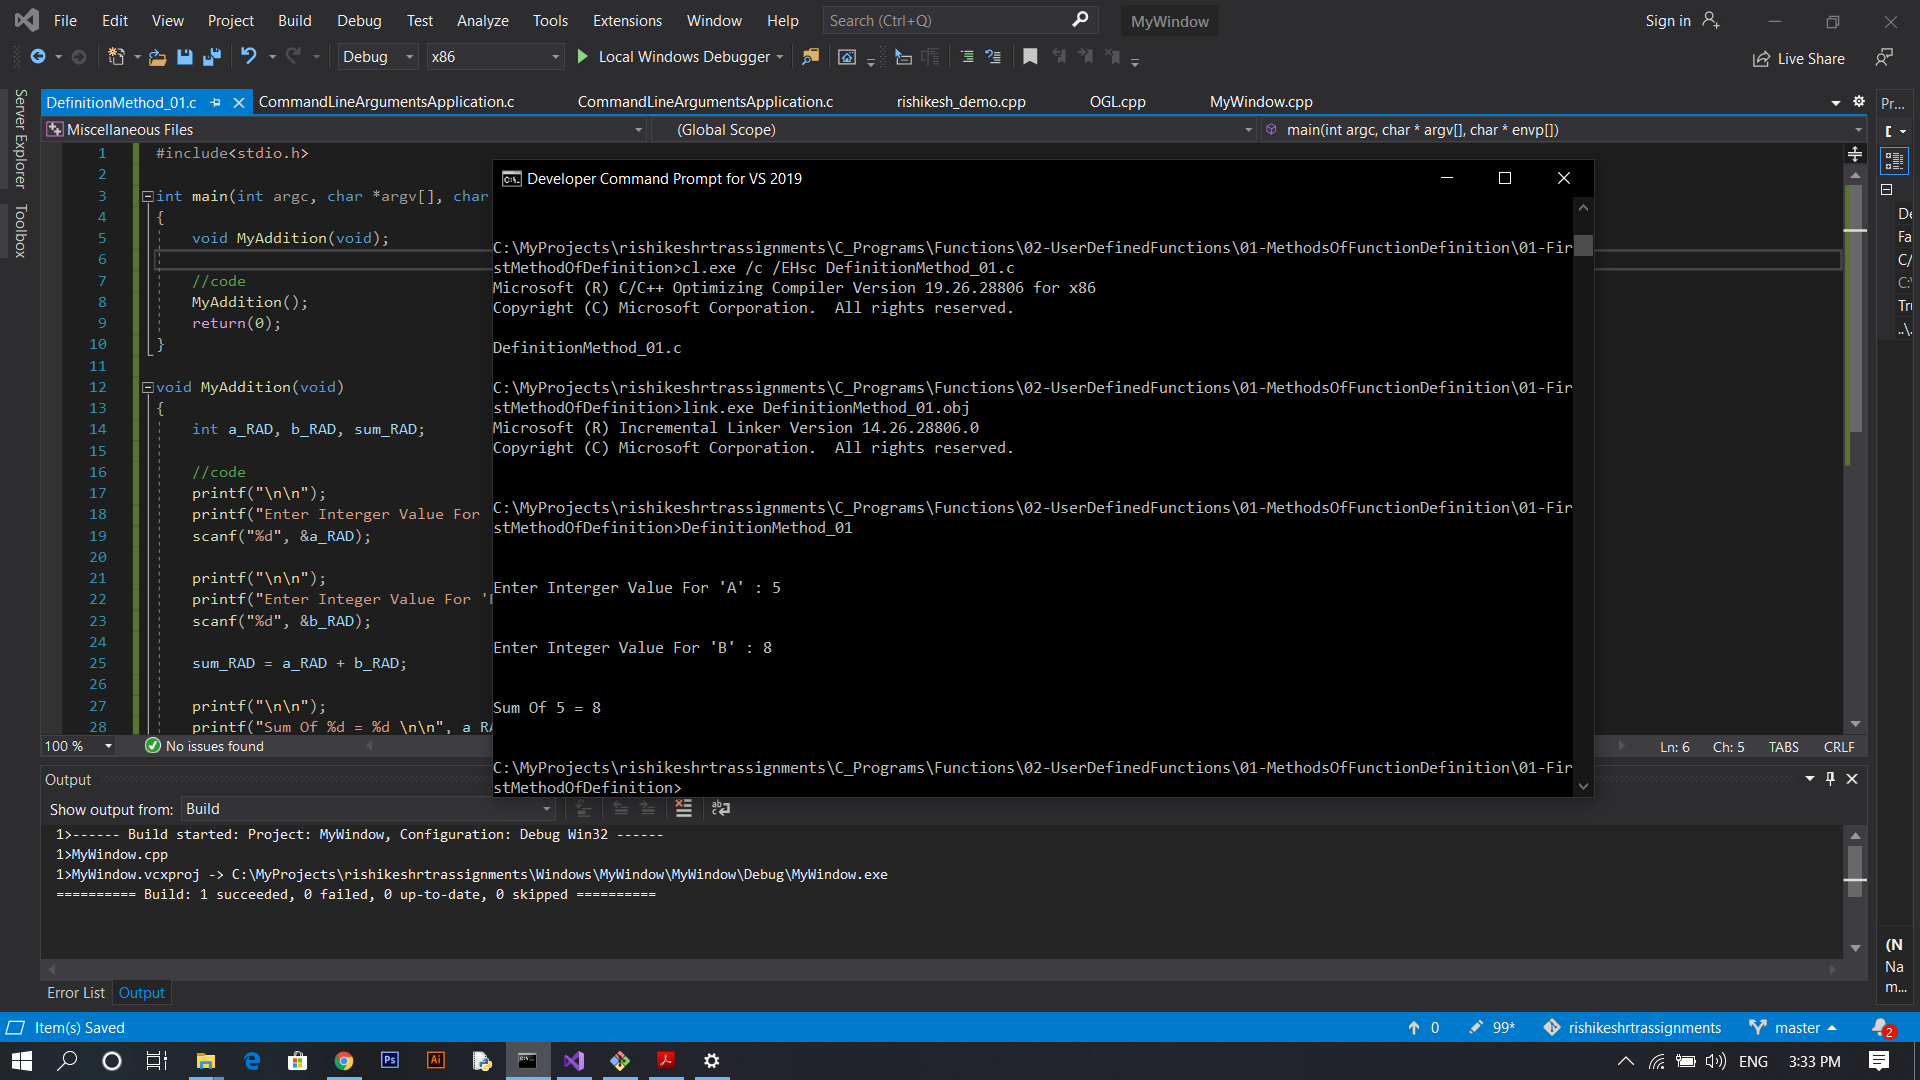 File Edit View Project Build Debug Test Analyze Tools Extensions Window Help Search (Ctrl+Q) MyWindow Sign in
Debug x86 Local Windows Debugger Live Share
Server Explorer
Toolbox
DefinitionMethod_01.c CommandLineArgumentsApplication.c CommandLineArgumentsApplication.c rishikesh_demo.cpp OGL.cpp MyWindow.cpp Pr...
Miscellaneous Files (Global Scope) main(int argc, char * argv[], char * envp[])
1 #include<stdio.h>
2
3 int main(int argc, char *argv[], char
4 {
5 void MyAddition(void);
6
7 //code
8 MyAddition();
9 return(0);
10 }
11
12 void MyAddition(void)
13 {
14 int a_RAD, b_RAD, sum_RAD;
15
16 //code
17 printf("\n\n");
18 printf("Enter Interger Value For
19 scanf("%d", &a_RAD);
20
21 printf("\n\n");
22 printf("Enter Integer Value For '
23 scanf("%d", &b_RAD);
24
25 sum_RAD = a_RAD + b_RAD;
26
27 printf("\n\n");
28 printf("Sum Of %d = %d \n\n", a_RA
Developer Command Prompt for VS 2019
C:\MyProjects\rishikeshrtrassignments\C_Programs\Functions\02-UserDefinedFunctions\01-MethodsOfFunctionDefinition\01-Fir
stMethodOfDefinition>cl.exe /c /EHsc DefinitionMethod_01.c
Microsoft (R) C/C++ Optimizing Compiler Version 19.26.28806 for x86
Copyright (C) Microsoft Corporation.  All rights reserved.
DefinitionMethod_01.c
C:\MyProjects\rishikeshrtrassignments\C_Programs\Functions\02-UserDefinedFunctions\01-MethodsOfFunctionDefinition\01-Fir
stMethodOfDefinition>link.exe DefinitionMethod_01.obj
Microsoft (R) Incremental Linker Version 14.26.28806.0
Copyright (C) Microsoft Corporation.  All rights reserved.
C:\MyProjects\rishikeshrtrassignments\C_Programs\Functions\02-UserDefinedFunctions\01-MethodsOfFunctionDefinition\01-Fir
stMethodOfDefinition>DefinitionMethod_01
Enter Interger Value For 'A' : 5
Enter Integer Value For 'B' : 8
Sum Of 5 = 8
C:\MyProjects\rishikeshrtrassignments\C_Programs\Functions\02-UserDefinedFunctions\01-MethodsOfFunctionDefinition\01-Fir
stMethodOfDefinition>
De
Fa
C/
C:\
Tru
..\.
100 % No issues found Ln: 6 Ch: 5 TABS CRLF
Output
Show output from: Build
1>------ Build started: Project: MyWindow, Configuration: Debug Win32 ------
1>MyWindow.cpp
1>MyWindow.vcxproj -> C:\MyProjects\rishikeshrtrassignments\Windows\MyWindow\MyWindow\Debug\MyWindow.exe
========== Build: 1 succeeded, 0 failed, 0 up-to-date, 0 skipped ==========
(N
Na
m...
Error List Output
Item(s) Saved 0 99* rishikeshrtrassignments master 2
Ps Ai ENG 3:33 PM